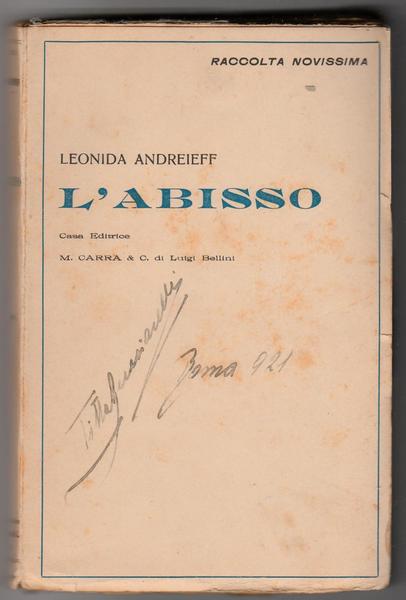 RACCOLTA NOVISSIMA
LEONIDA ANDREIEFF
L'ABISSO
Casa Editrice
M. CARRA & C. di Luigi Bellini
Roma 921